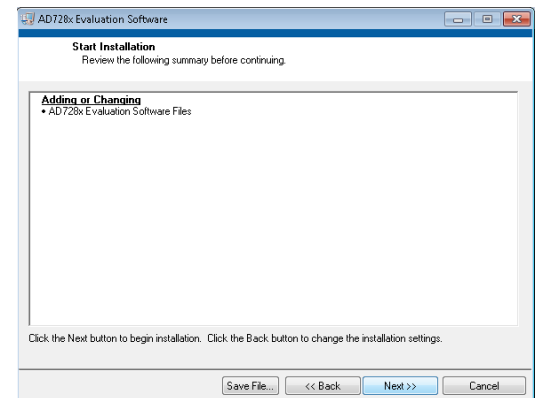 AD728x Evaluation Software
Start Installation
Review the following summary before continuing.
Adding or Changing
• AD728x Evaluation Software Files
Click the Next button to begin installation. Click the Back button to change the installation settings.
Save File... << Back Next >> Cancel